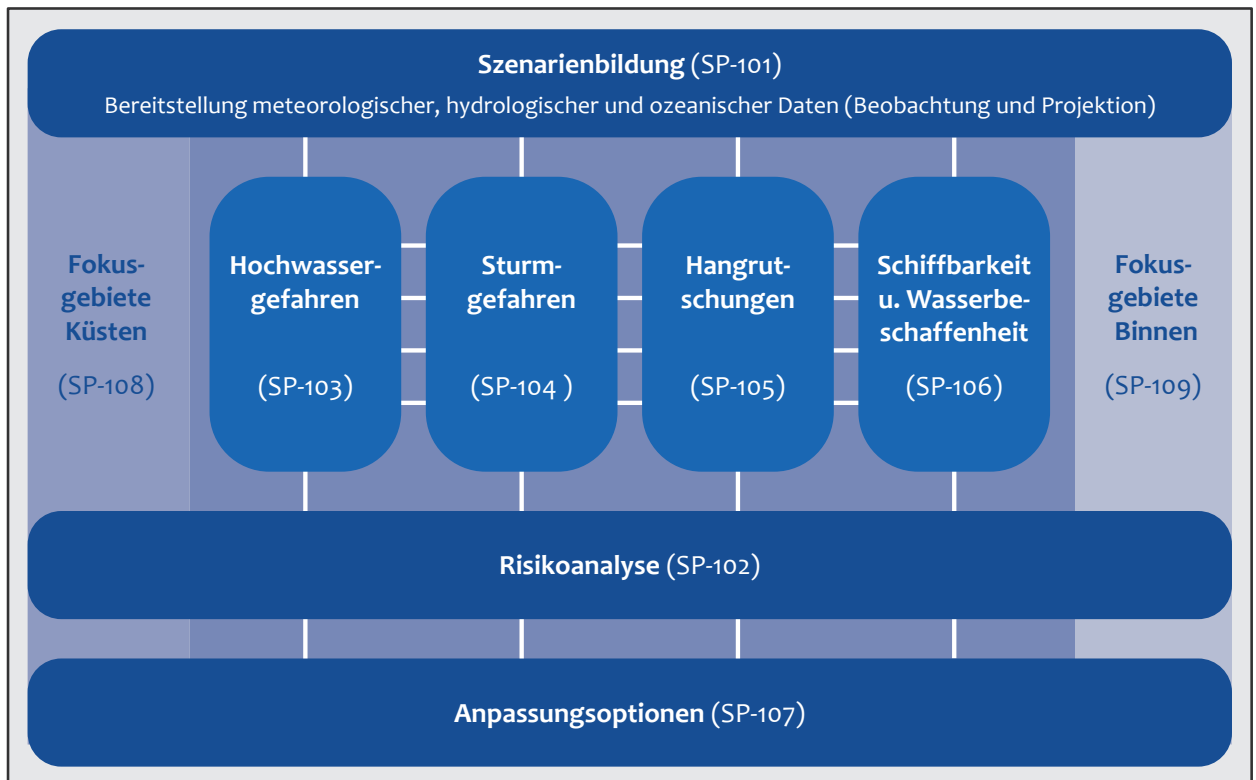 Szenarienbildung (SP-101)
Bereitstellung meteorologischer, hydrologischer und ozeanischer Daten (Beobachtung und Projektion)
Fokus-
gebiete
Küsten
(SP-108)
Hochwasser-
gefahren
(SP-103)
Sturm-
gefahren
(SP-104 )
Hangrut-
schungen
(SP-105)
Schiffbarkeit
u. Wasserbe-
schaffenheit
(SP-106)
Fokus-
gebiete
Binnen
(SP-109)
Risikoanalyse (SP-102)
Anpassungsoptionen (SP-107)